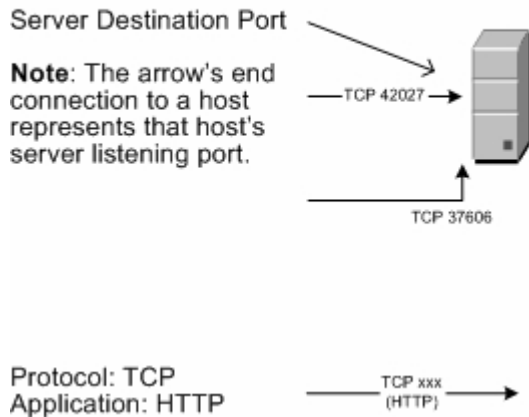 Server Destination Port
Note: The arrow's end
connection to a host
represents that host's
server listening port.
TCP 42027
TCP 37606
Protocol: TCP
Application: HTTP
TCP xxx
(HTTP)